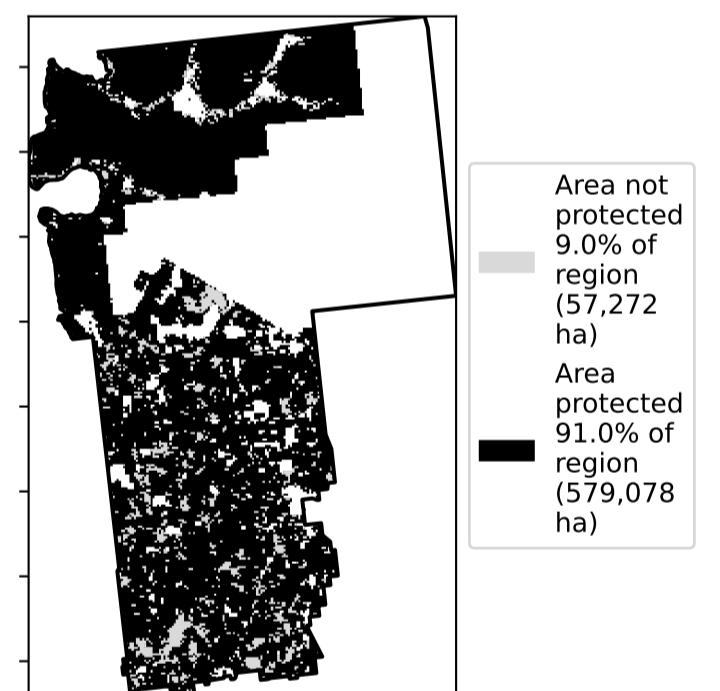 Area not
protected
9.0% of
region
(57,272
ha)
Area
protected
91.0% of
region
(579,078
ha)